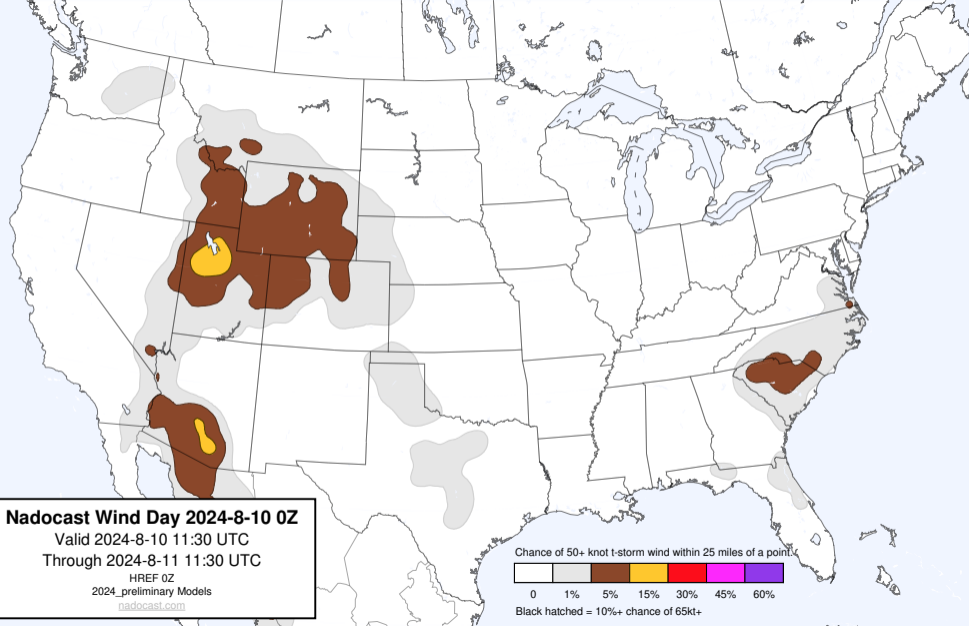 Nadocast Wind Day 2024-8-10 0Z
Valid 2024-8-10 11:30 UTC
Through 2024-8-11 11:30 UTC
HREF 0Z
2024_preliminary Models
nadocast.com
Chance of 50+ knot t-storm wind within 25 miles of a point.
0 1% 5% 15% 30% 45% 60%
Black hatched = 10%+ chance of 65kt+